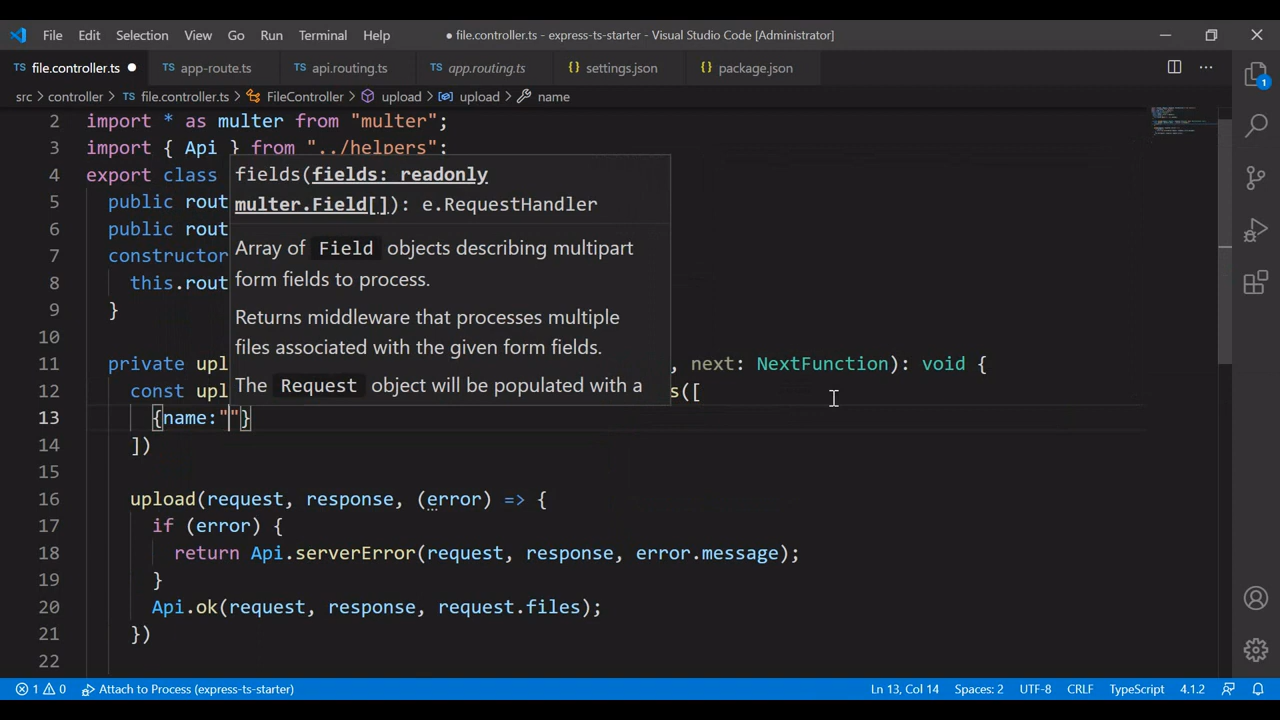 File Edit Selection View Go Run Terminal Help ● file.controller.ts - express-ts-starter - Visual Studio Code [Administrator]
TS file.controller.ts ● TS app-route.ts TS api.routing.ts TS app.routing.ts {} settings.json {} package.json
src > controller > TS file.controller.ts > FileController > upload > upload > name
2 import * as multer from "multer";
3 import { Api } from "../helpers";
4 export class
5 public rout
6 public rout
7 constructor
8 this.rout
9 }
10
fields(fields: readonly
multer.Field[]): e.RequestHandler
Array of Field objects describing multipart
form fields to process.
Returns middleware that processes multiple
files associated with the given form fields.
The Request object will be populated with a
11 private upl , next: NextFunction): void {
12 const upl s([
13 {name:""}
14 ])
15
16 upload(request, response, (error) => {
17 if (error) {
18 return Api.serverError(request, response, error.message);
19 }
20 Api.ok(request, response, request.files);
21 })
22
1
1 0 Attach to Process (express-ts-starter) Ln 13, Col 14 Spaces: 2 UTF-8 CRLF TypeScript 4.1.2